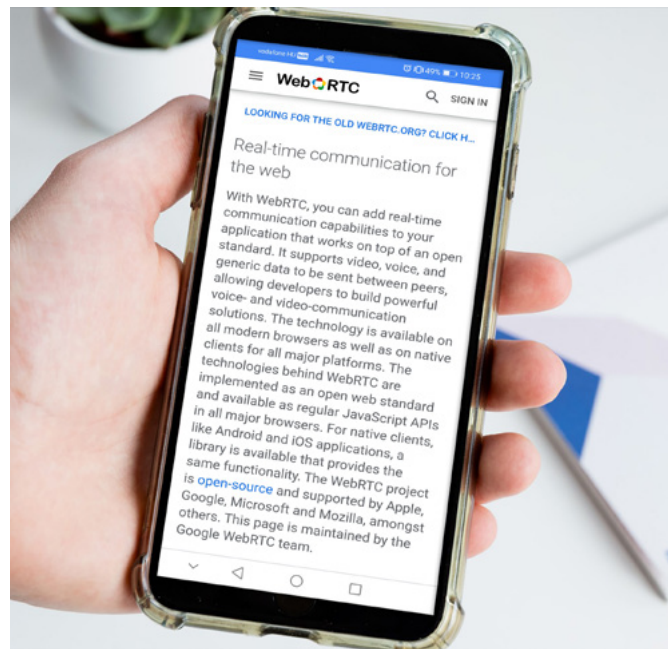 vodafone HU
49% 10:25
WebRTC
SIGN IN
LOOKING FOR THE OLD WEBRTC.ORG? CLICK H...
Real-time communication for
the web
With WebRTC, you can add real-time
communication capabilities to your
application that works on top of an open
standard. It supports video, voice, and
generic data to be sent between peers,
allowing developers to build powerful
voice- and video-communication
solutions. The technology is available on
all modern browsers as well as on native
clients for all major platforms. The
technologies behind WebRTC are
implemented as an open web standard
and available as regular JavaScript APIs
in all major browsers. For native clients,
like Android and iOS applications, a
library is available that provides the
same functionality. The WebRTC project
is open-source and supported by Apple,
Google, Microsoft and Mozilla, amongst
others. This page is maintained by the
Google WebRTC team.